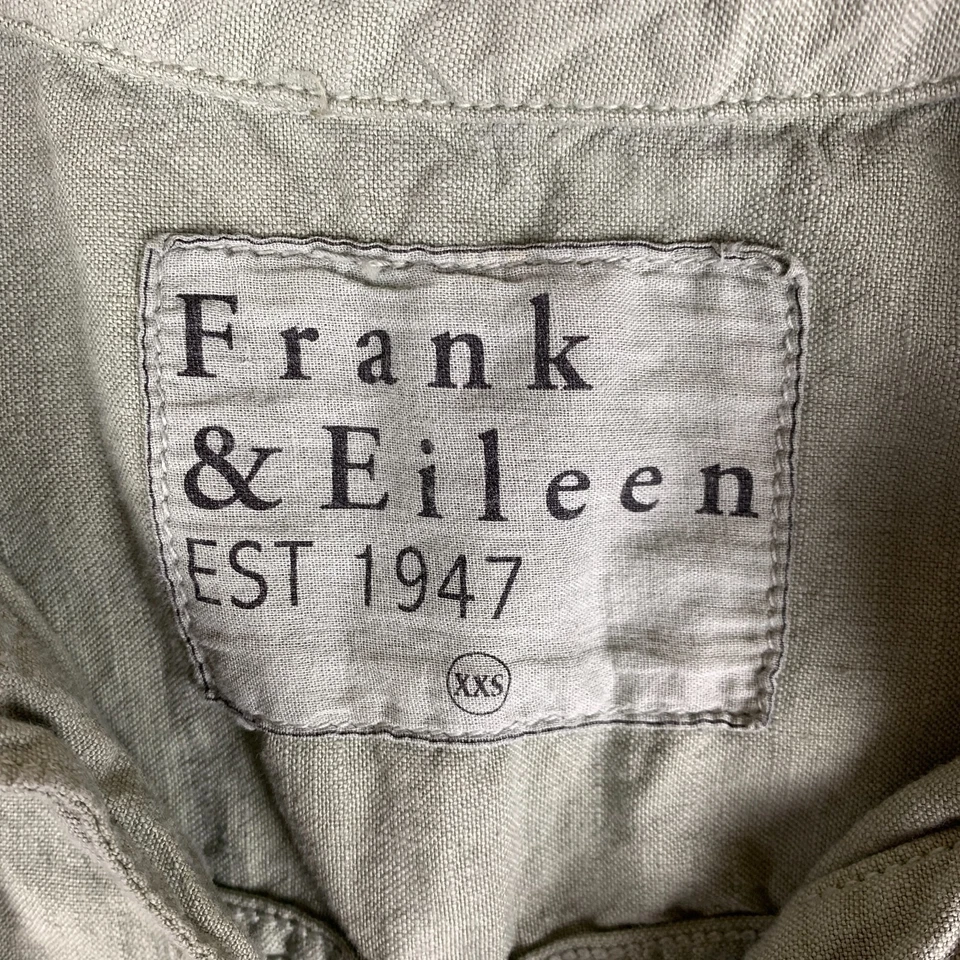 Frank
& Eileen
EST 1947
XXS